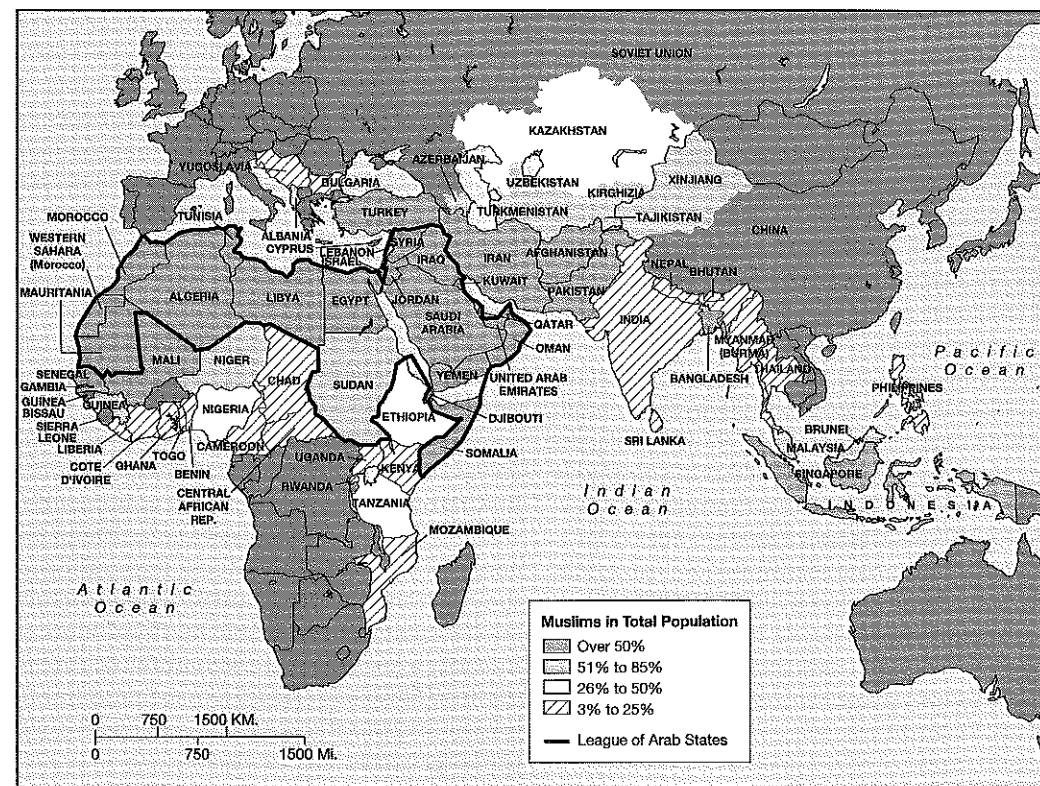 SOVIET UNION
KAZAKHSTAN
YUGOSLAVIA
AZERBAIJAN
UZBEKISTAN
XINJIANG
BULGARIA
KIRGHIZIA
MOROCCO
TUNISIA
TURKEY
TURKMENISTAN
TAJIKISTAN
WESTERN
SAHARA
(Morocco)
ALBANIA
CYPRUS
SYRIA
CHINA
LEBANON
ISRAEL
IRAQ
IRAN
AFGHANISTAN
NEPAL
BHUTAN
MAURITANIA
ALGERIA
LIBYA
EGYPT
JORDAN
KUWAIT
PAKISTAN
SAUDI
ARABIA
QATAR
INDIA
OMAN
MYANMAR
(BURMA)
Pacific
Ocean
MALI
NIGER
YEMEN
THAILAND
SENEGAL
CHAD
SUDAN
UNITED ARAB
EMIRATES
BANGLADESH
PHILIPPINES
GAMBIA
GUINEA
BISSAU
GUINEA
NIGERIA
ETHIOPIA
DJIBOUTI
SIERRA
LEONE
LIBERIA
CAMEROON
SOMALIA
SRI LANKA
BRUNEI
MALAYSIA
COTE
D'IVOIRE
GHANA
TOGO
BENIN
UGANDA
KENYA
SINGAPORE
CENTRAL
AFRICAN
REP.
RWANDA
TANZANIA
Indian
Ocean
INDONESIA
MOZAMBIQUE
Atlantic
Ocean
Muslims in Total Population
Over 50%
51% to 85%
26% to 50%
3% to 25%
League of Arab States
0 750 1500 KM.
0 750 1500 MI.